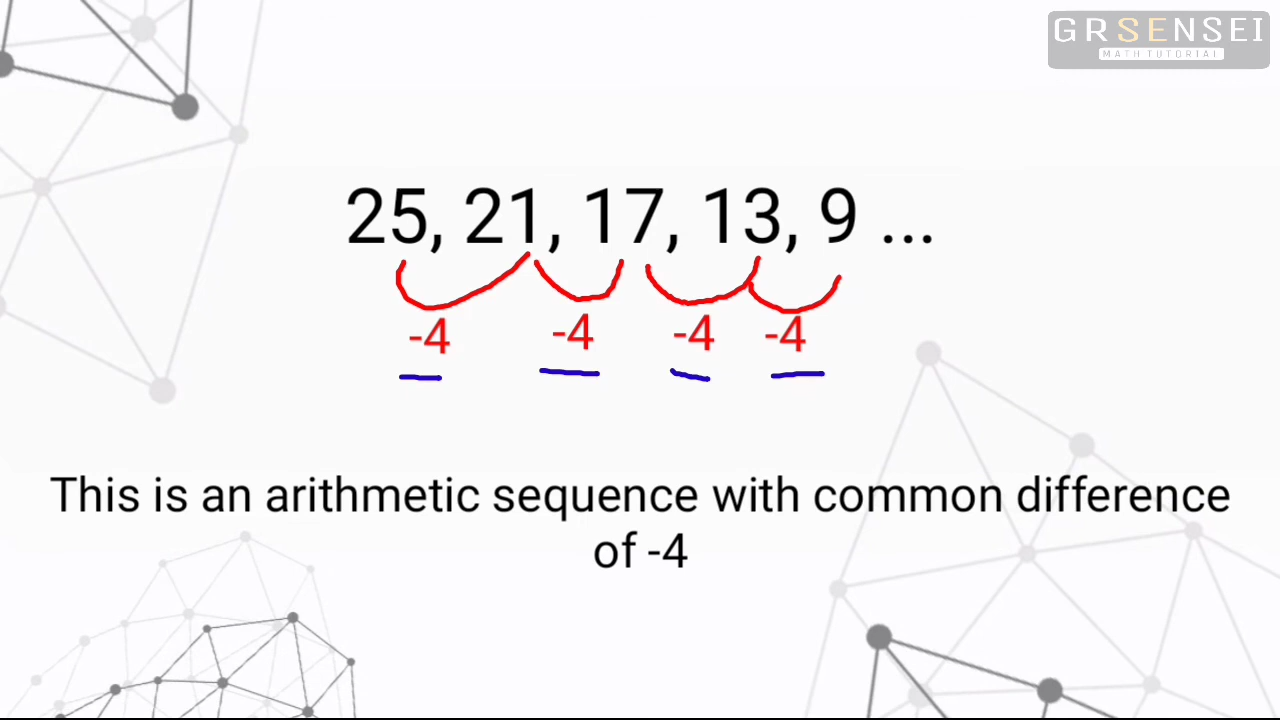 GRSENSEI
MATH TUTORIAL
25, 21, 17, 13, 9 ...
-4 -4 -4 -4
This is an arithmetic sequence with common difference
of -4